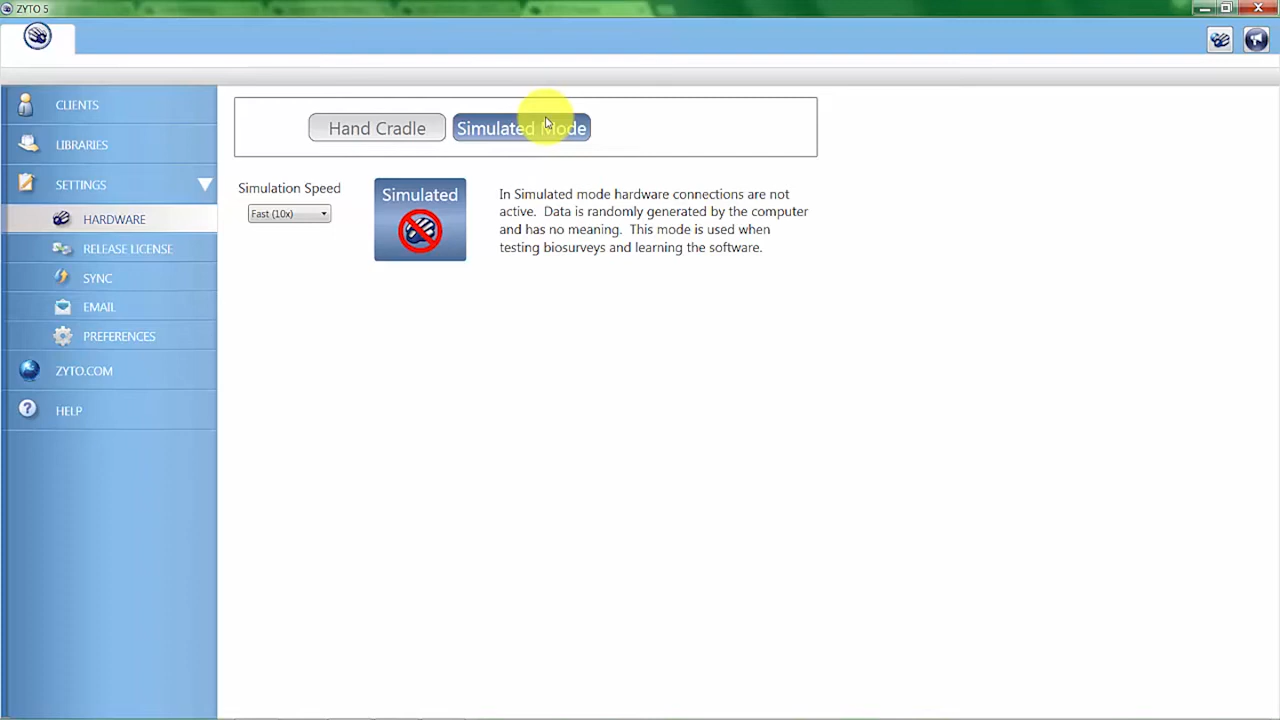 ZYTO 5
CLIENTS
LIBRARIES
SETTINGS
HARDWARE
RELEASE LICENSE
SYNC
EMAIL
PREFERENCES
ZYTO.COM
HELP
Hand Cradle
Simulated Mode
Simulation Speed
Fast (10x)
Simulated
In Simulated mode hardware connections are not
active. Data is randomly generated by the computer
and has no meaning. This mode is used when
testing biosurveys and learning the software.